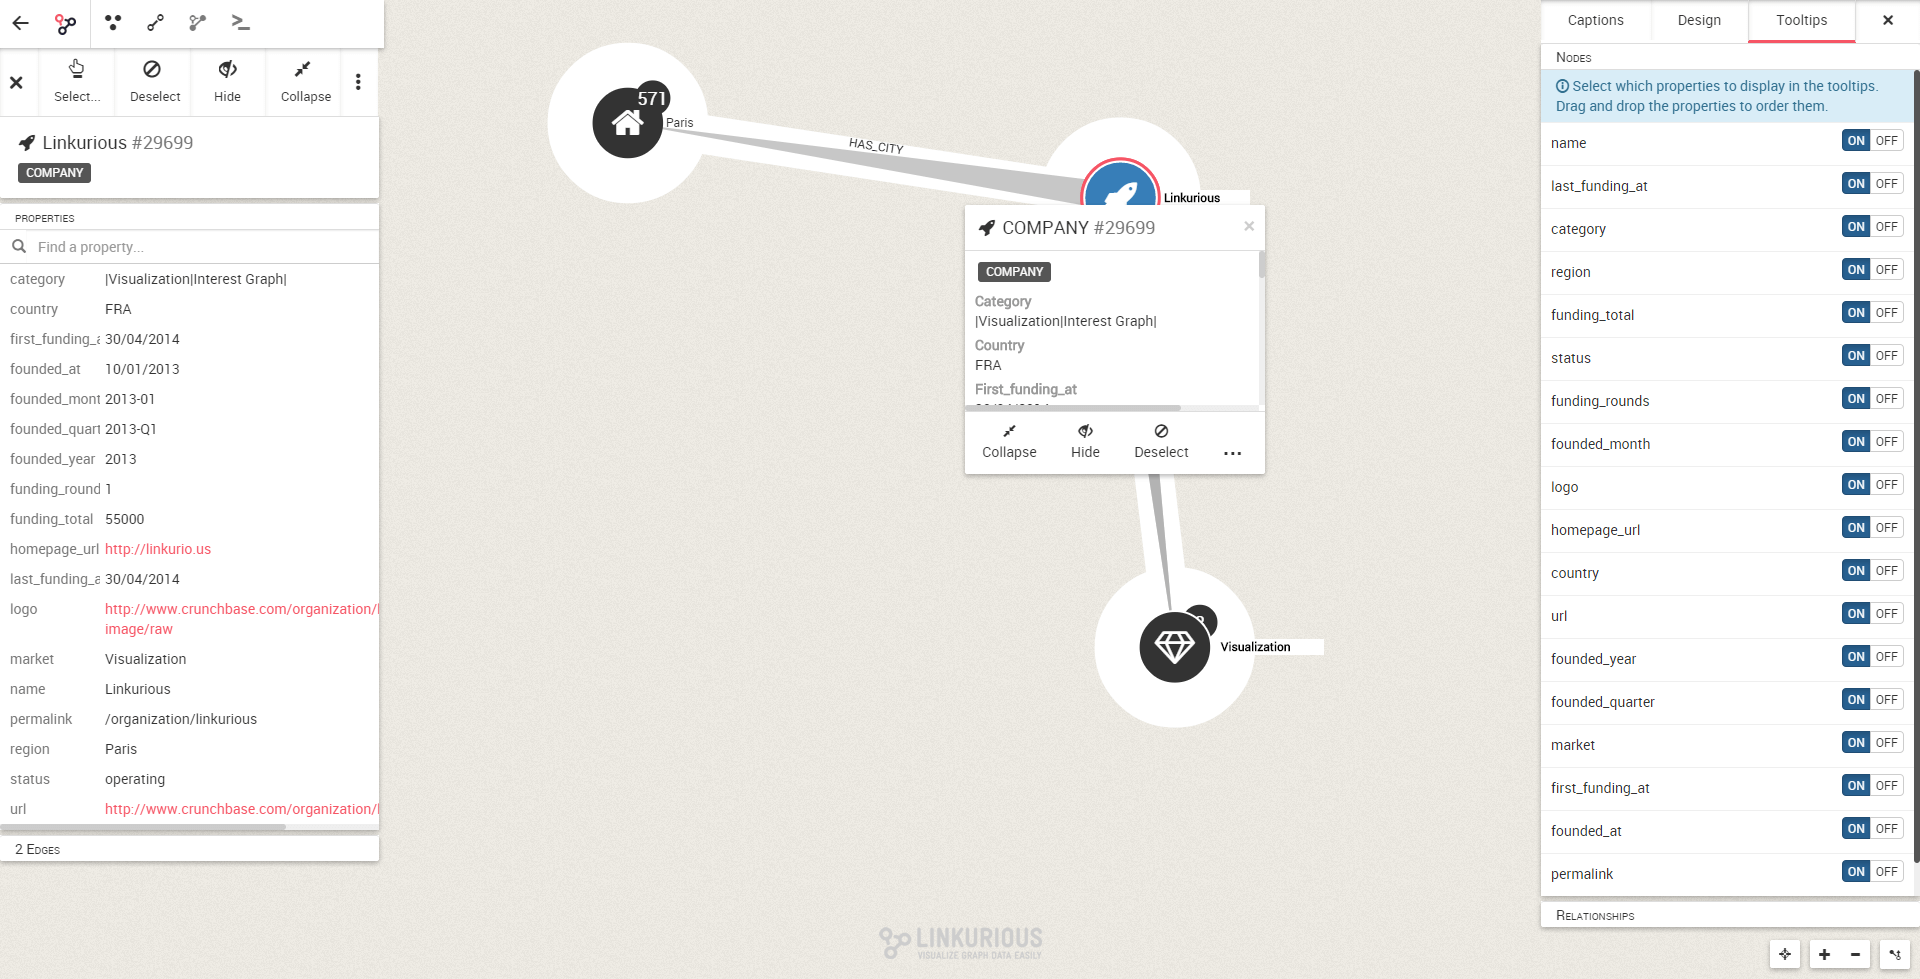 Select...
Deselect
Hide
Collapse
Linkurious #29699
COMPANY
PROPERTIES
Find a property...
category |Visualization|Interest Graph|
country FRA
first_funding_a 30/04/2014
founded_at 10/01/2013
founded_mont 2013-01
founded_quart 2013-Q1
founded_year 2013
funding_round 1
funding_total 55000
homepage_url http://linkurio.us
last_funding_a 30/04/2014
logo http://www.crunchbase.com/organization/l
image/raw
market Visualization
name Linkurious
permalink /organization/linkurious
region Paris
status operating
url http://www.crunchbase.com/organization/l
2 EDGES
571
Paris
HAS_CITY
Linkurious
COMPANY #29699
×
COMPANY
Category
|Visualization|Interest Graph|
Country
FRA
First_funding_at
Collapse
Hide
Deselect
...
Visualization
LINKURIOUS
VISUALIZE GRAPH DATA EASILY
Captions
Design
Tooltips
NODES
Select which properties to display in the tooltips.
Drag and drop the properties to order them.
name ON OFF
last_funding_at ON OFF
category ON OFF
region ON OFF
funding_total ON OFF
status ON OFF
funding_rounds ON OFF
founded_month ON OFF
logo ON OFF
homepage_url ON OFF
country ON OFF
url ON OFF
founded_year ON OFF
founded_quarter ON OFF
market ON OFF
first_funding_at ON OFF
founded_at ON OFF
permalink ON OFF
RELATIONSHIPS